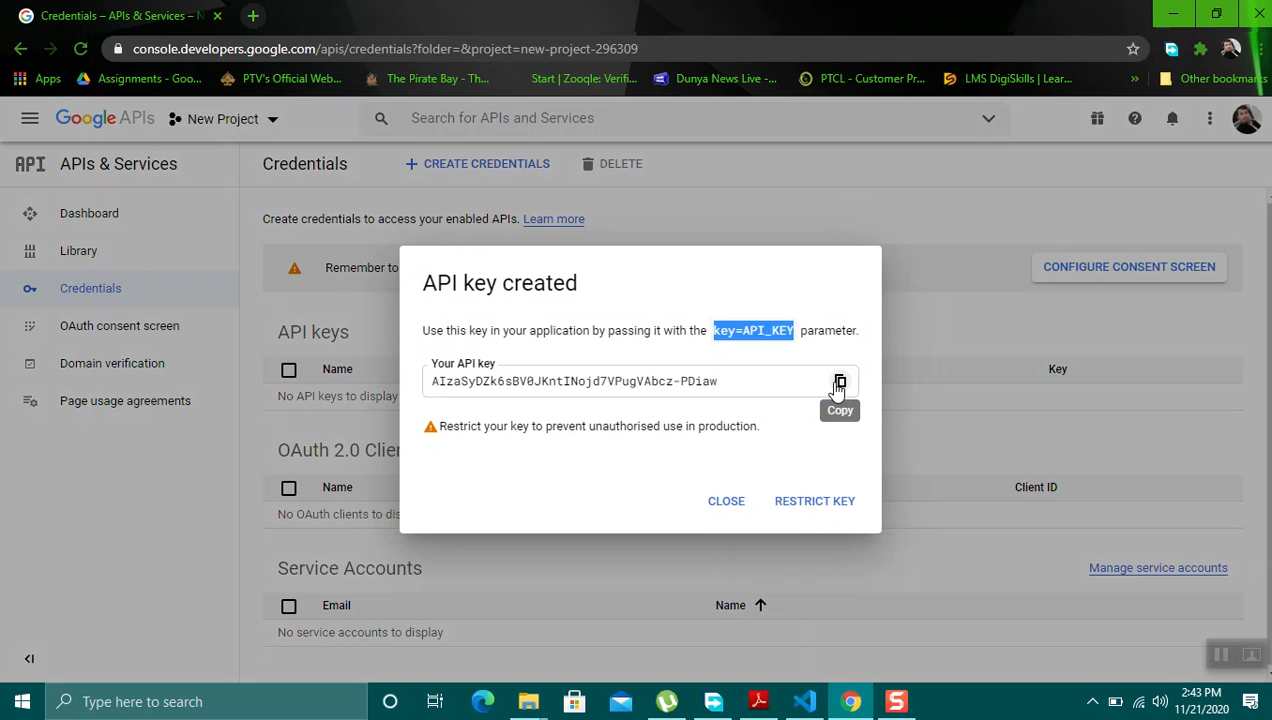 Credentials – APIs & Services – N
console.developers.google.com/apis/credentials?folder=&project=new-project-296309
Apps
Assignments - Goo...
PTV's Official Web...
The Pirate Bay - Th...
Start | Zooqle: Verifi...
Dunya News Live -...
PTCL - Customer Pr...
LMS DigiSkills | Lear...
»
Other bookmarks
Google APIs
New Project
Search for APIs and Services
API APIs & Services
Credentials
+ CREATE CREDENTIALS
DELETE
Dashboard
Library
Credentials
OAuth consent screen
Domain verification
Page usage agreements
Create credentials to access your enabled APIs. Learn more
Remember to
CONFIGURE CONSENT SCREEN
API keys
Name
Key
No API keys to display
OAuth 2.0 Clien
Name
Client ID
No OAuth clients to dis
Service Accounts
Manage service accounts
Email
Name
No service accounts to display
API key created
Use this key in your application by passing it with the key=API_KEY parameter.
Your API key
AIzaSyDZk6sBV0JKntINojd7VPugVAbcz-PDiaw
Copy
Restrict your key to prevent unauthorised use in production.
CLOSE
RESTRICT KEY
Type here to search
2:43 PM
11/21/2020